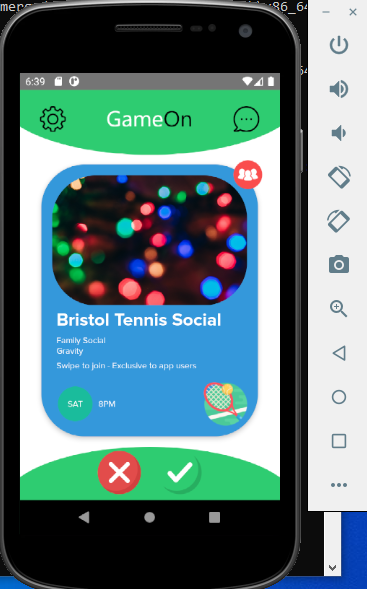 6:39
GameOn
Bristol Tennis Social
Family Social
Gravity
Swipe to join - Exclusive to app users
SAT
8PM